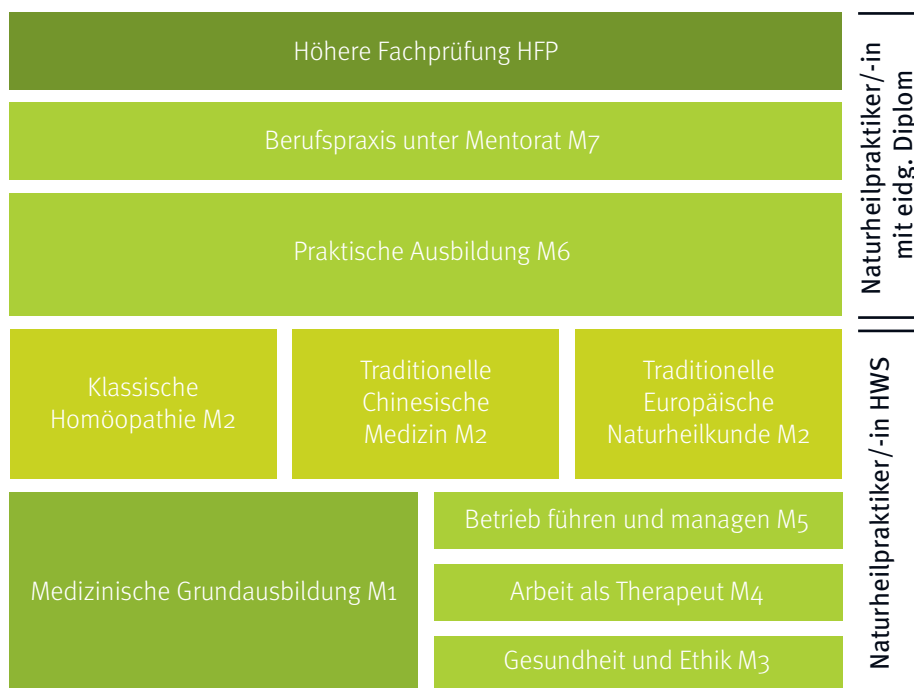 Höhere Fachprüfung HFP
Berufspraxis unter Mentorat M7
Praktische Ausbildung M6
Naturheilpraktiker/-in
mit eidg. Diplom
Klassische
Homöopathie M2
Traditionelle
Chinesische
Medizin M2
Traditionelle
Europäische
Naturheilkunde M2
Medizinische Grundausbildung M1
Betrieb führen und managen M5
Arbeit als Therapeut M4
Gesundheit und Ethik M3
Naturheilpraktiker/-in HWS